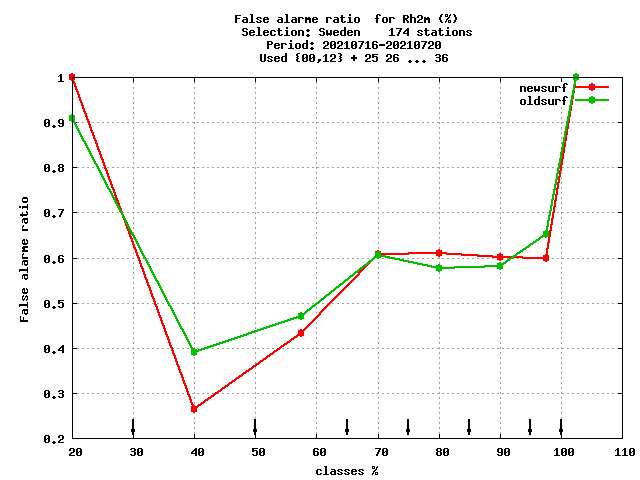 False alarme ratio  for Rh2m (%)
Selection: Sweden    174 stations
Period: 20210716-20210720
Used {00,12} + 25 26 ... 36
newsurf
oldsurf
1
0.9
0.8
0.7
0.6
0.5
0.4
0.3
0.2
False alarme ratio
20 30 40 50 60 70 80 90 100 110
classes %